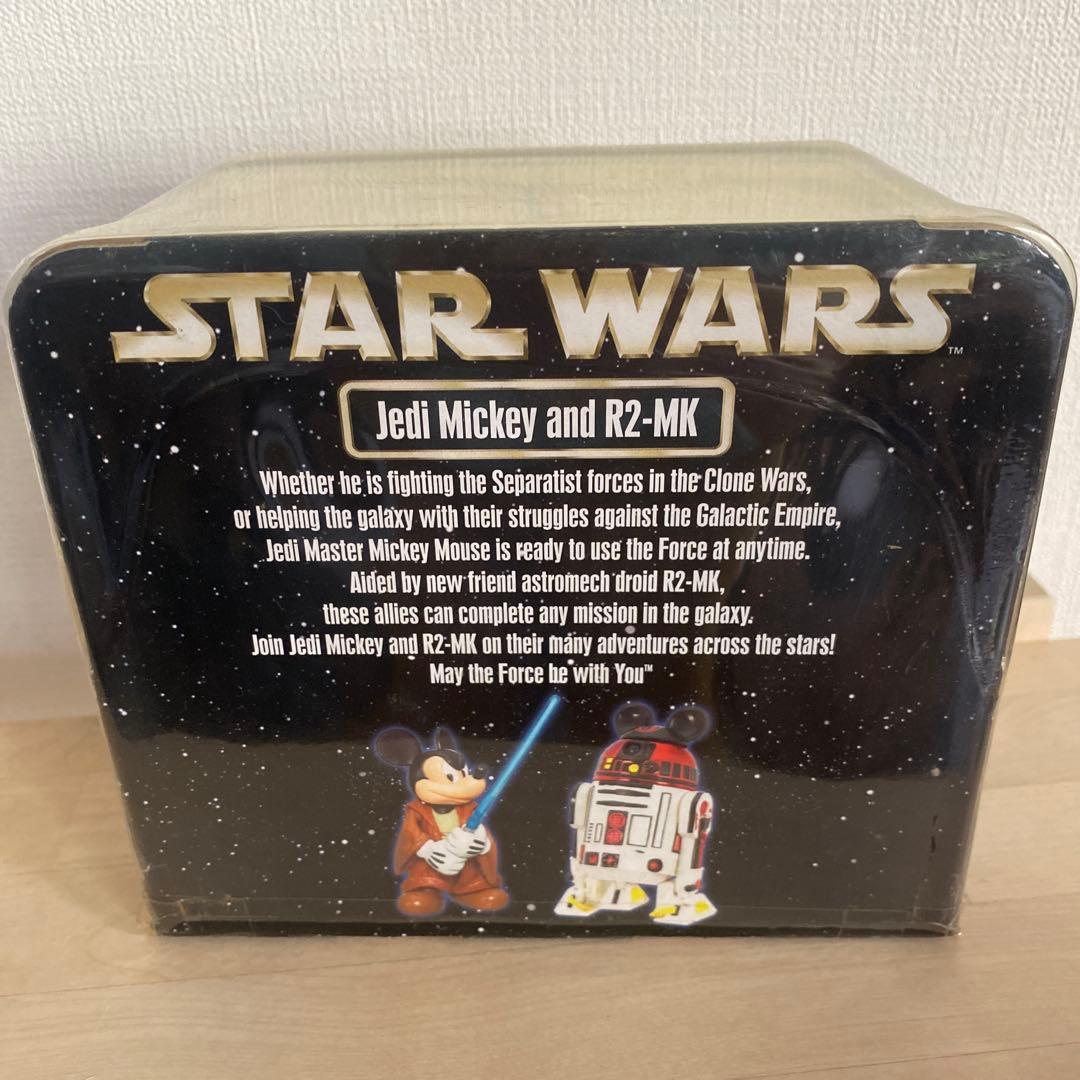 STAR WARS™
Jedi Mickey and R2-MK
Whether he is fighting the Separatist forces in the Clone Wars,
or helping the galaxy with their struggles against the Galactic Empire,
Jedi Master Mickey Mouse is ready to use the Force at anytime.
Aided by new friend astromech droid R2-MK,
these allies can complete any mission in the galaxy.
Join Jedi Mickey and R2-MK on their many adventures across the stars!
May the Force be with You™